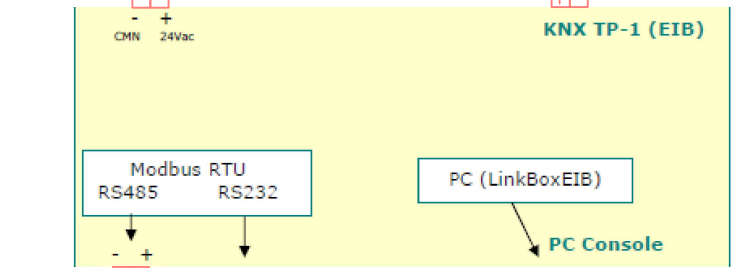 - +
CMN 24Vac
KNX TP-1 (EIB)
Modbus RTU
RS485 RS232
PC (LinkBoxEIB)
- +
PC Console